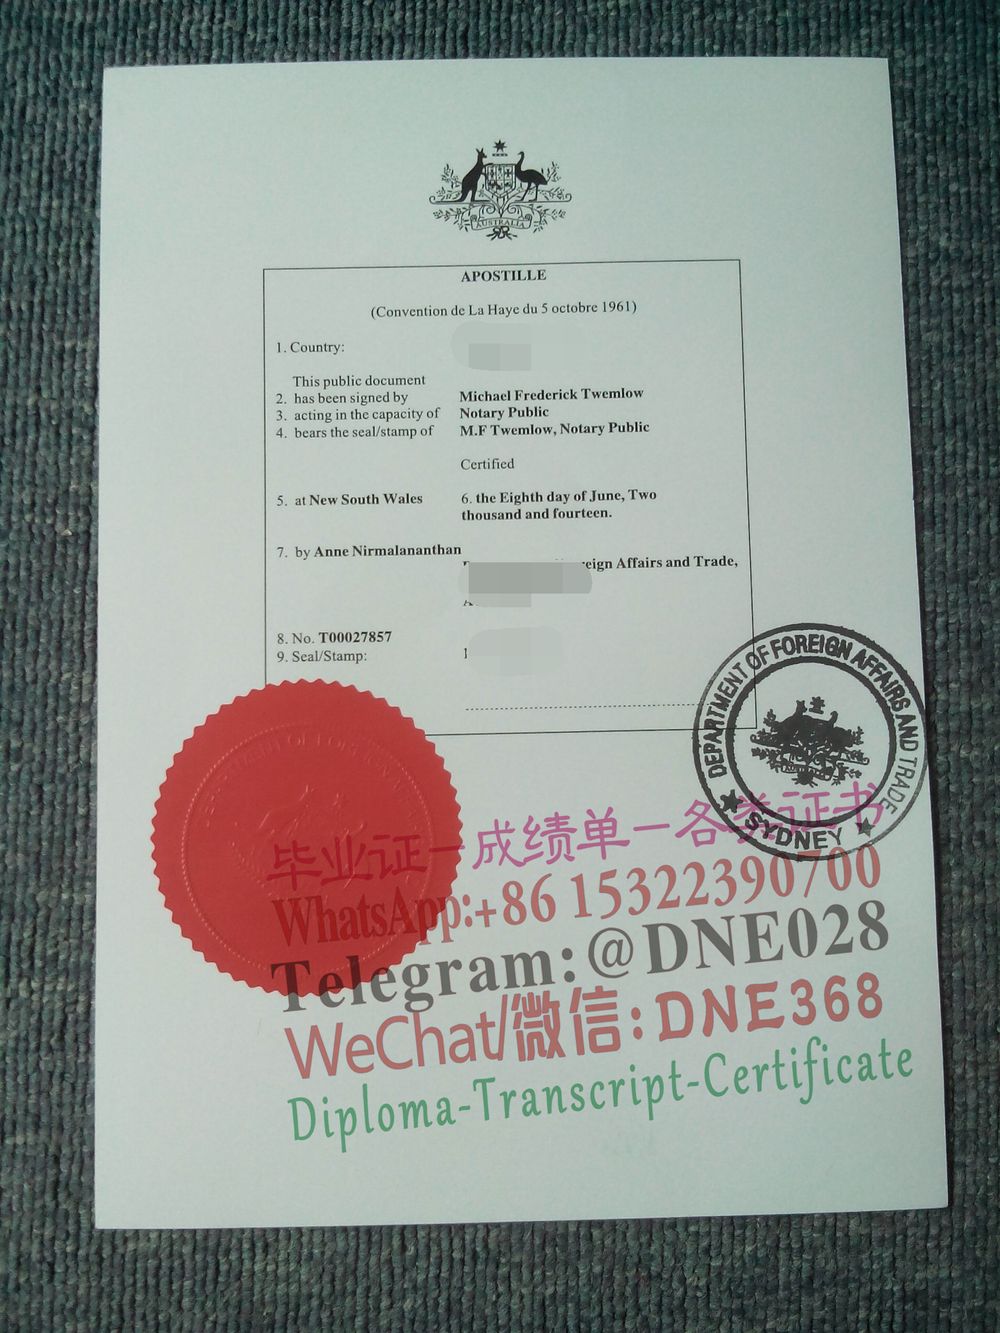 AUSTRALIA
APOSTILLE
(Convention de La Haye du 5 octobre 1961)
1. Country:
This public document
2. has been signed by Michael Frederick Twemlow
3. acting in the capacity of Notary Public
4. bears the seal/stamp of M.F Twemlow, Notary Public
Certified
5. at New South Wales 6. the Eighth day of June, Two
thousand and fourteen.
7. by Anne Nirmalananthan
Affairs and Trade,
8. No. T00027857
9. Seal/Stamp:
DEPARTMENT OF FOREIGN AFFAIRS AND TRADE
SYDNEY
毕业证—成绩单—各类证书
WhatsApp:+86 15322390700
Telegram:@DNE028
WeChat/微信:DNE368
Diploma-Transcript-Certificate